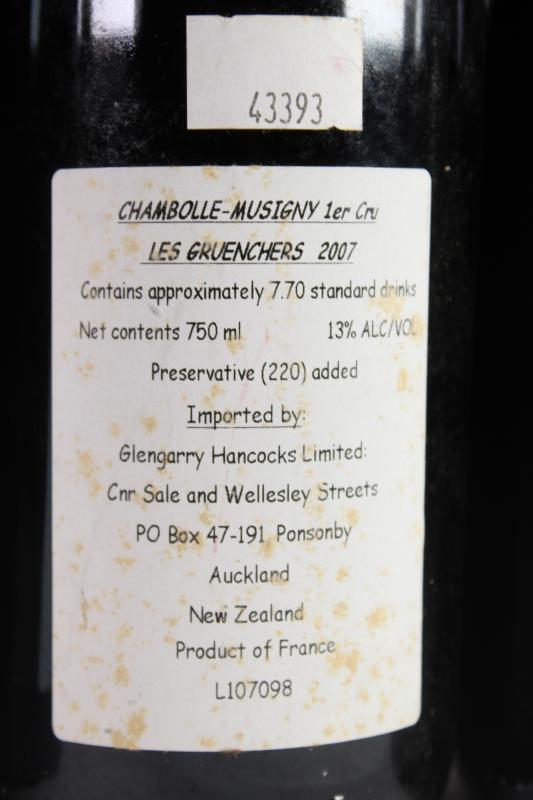 43393
CHAMBOLLE-MUSIGNY 1er Cru
LES GRUENCHERS 2007
Contains approximately 7.70 standard drinks
Net contents 750 ml 13% ALC/VOL
Preservative (220) added
Imported by:
Glengarry Hancocks Limited:
Cnr Sale and Wellesley Streets
PO Box 47-191 Ponsonby
Auckland
New Zealand
Product of France
L107098